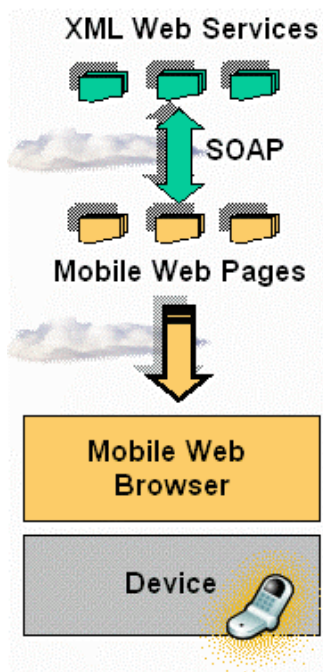 XML Web Services
SOAP
Mobile Web Pages
Mobile Web
Browser
Device